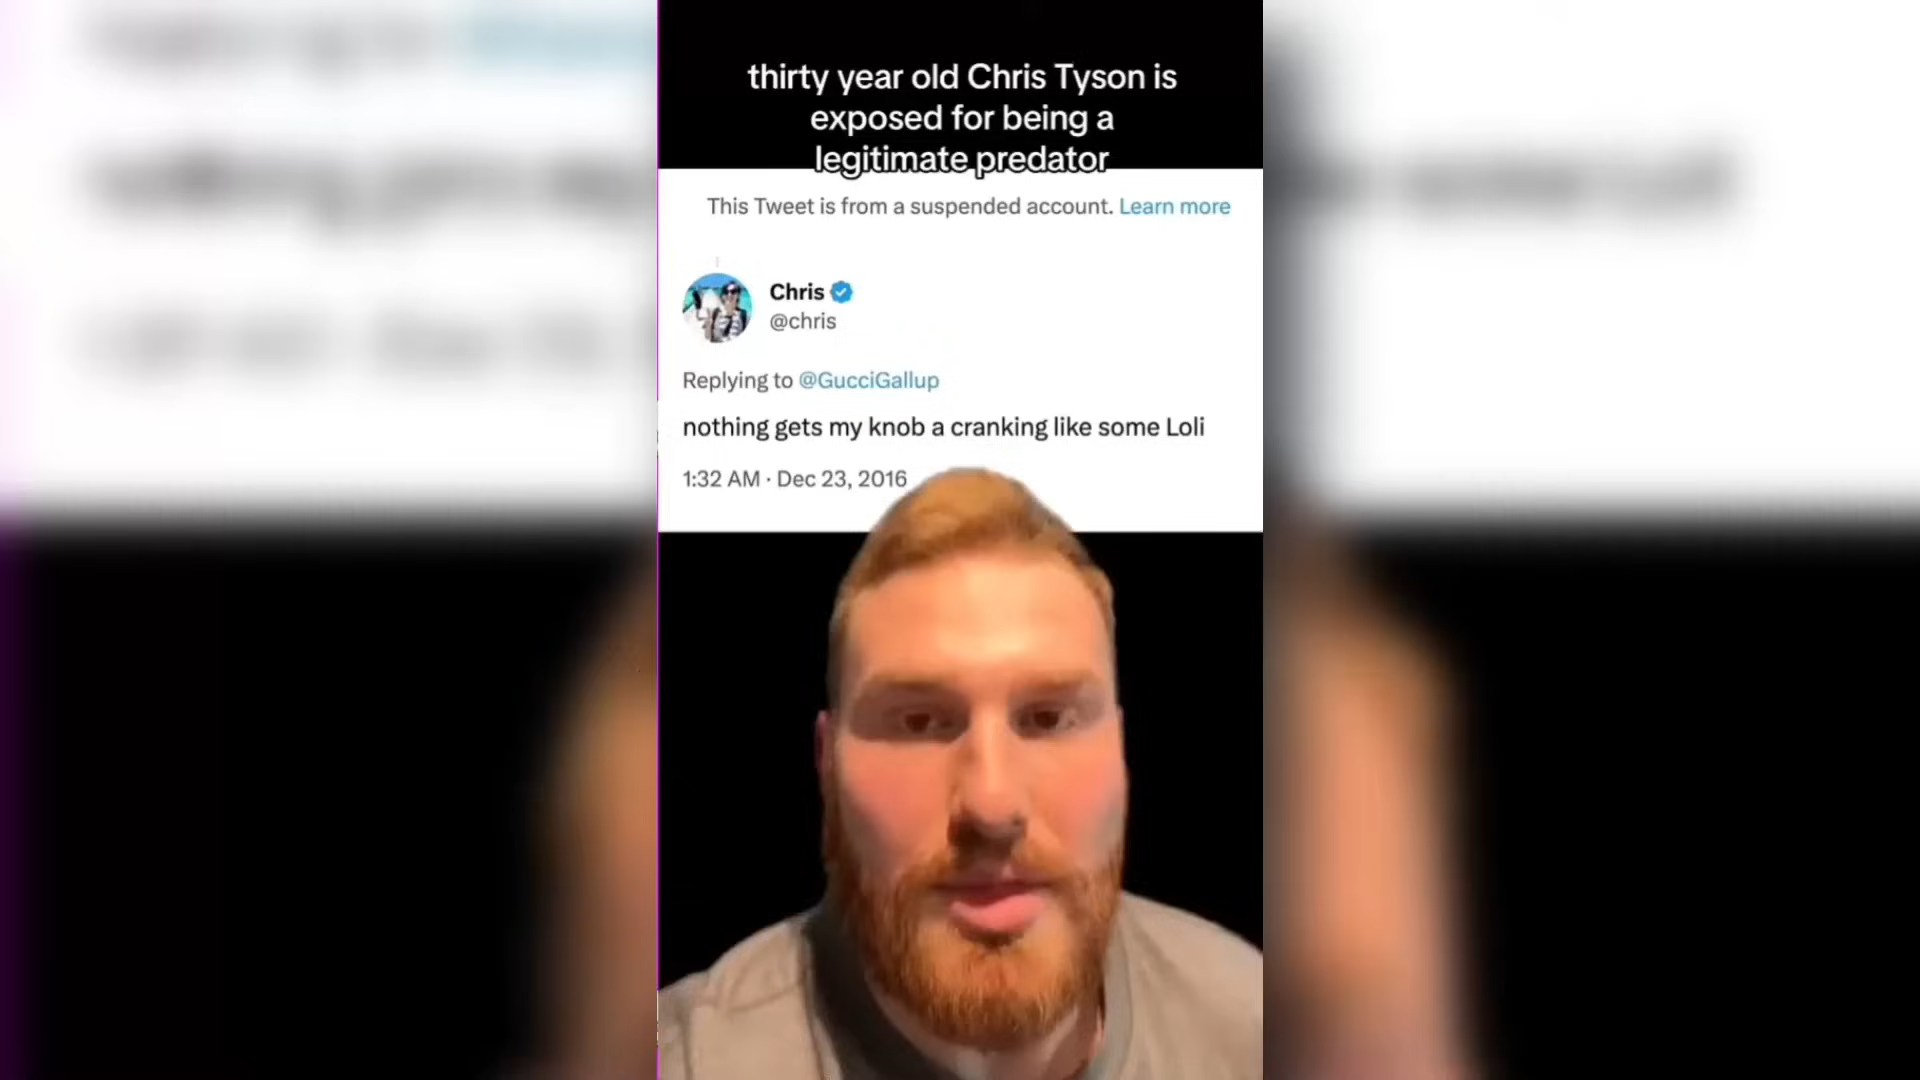 thirty year old Chris Tyson is
exposed for being a
legitimate predator
This Tweet is from a suspended account. Learn more
Chris
@chris
Replying to @GucciGallup
nothing gets my knob a cranking like some Loli
1:32 AM · Dec 23, 2016